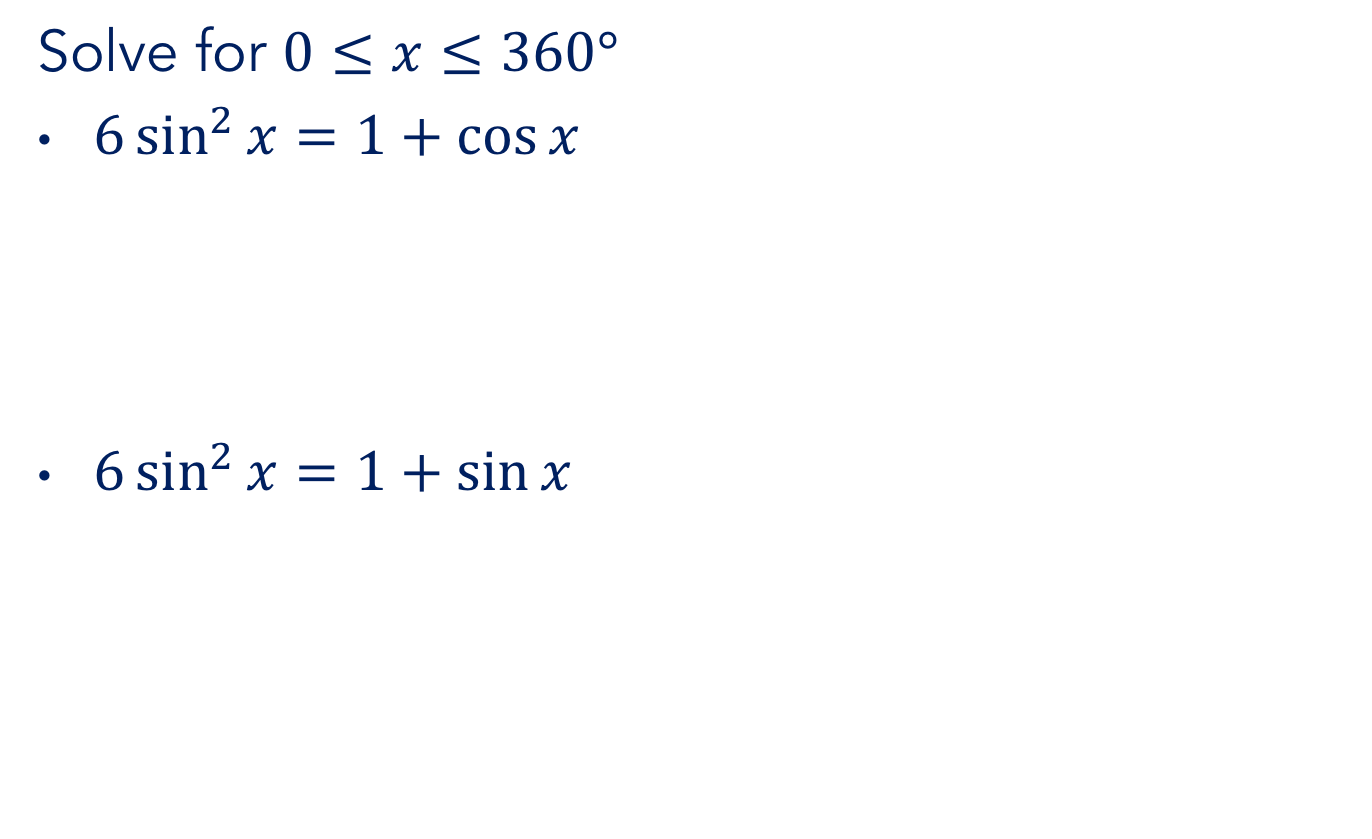 Solve for 0 ≤ x ≤ 360°
• 6 sin² x = 1 + cos x
• 6 sin² x = 1 + sin x